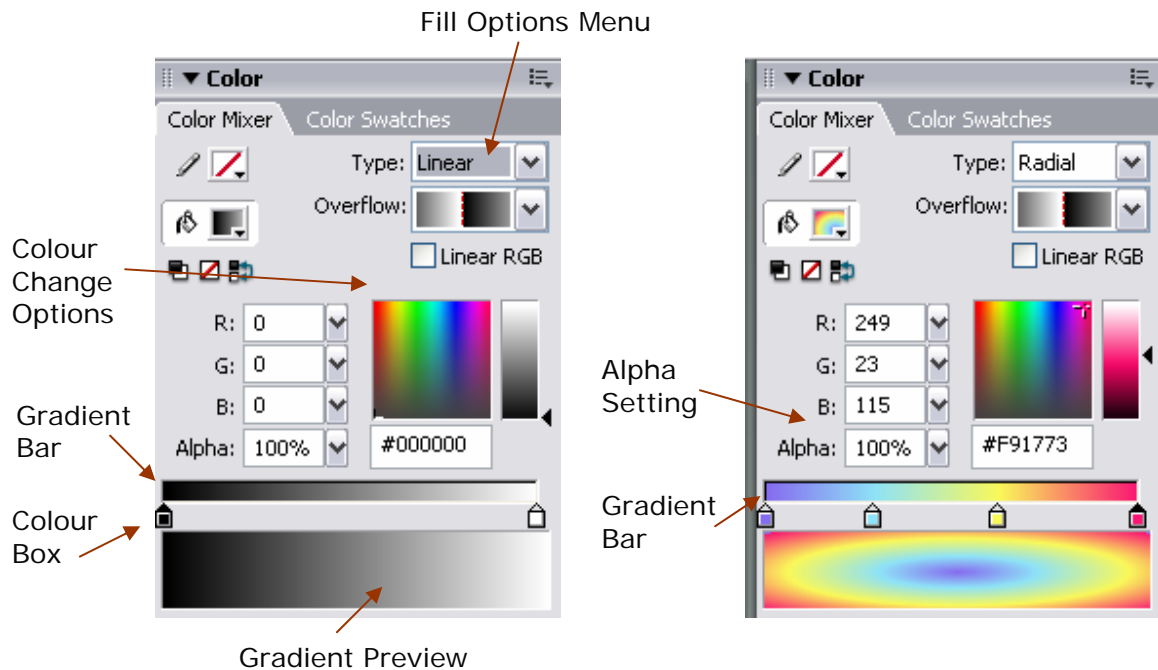 Fill Options Menu
Color
Color Mixer
Color Swatches
Type: Linear
Overflow:
Linear RGB
Colour
Change
Options
R: 0
G: 0
B: 0
Alpha: 100%
#000000
Gradient
Bar
Colour
Box
Gradient Preview
Color
Color Mixer
Color Swatches
Type: Radial
Overflow:
Linear RGB
R: 249
G: 23
B: 115
Alpha: 100%
#F91773
Alpha
Setting
Gradient
Bar